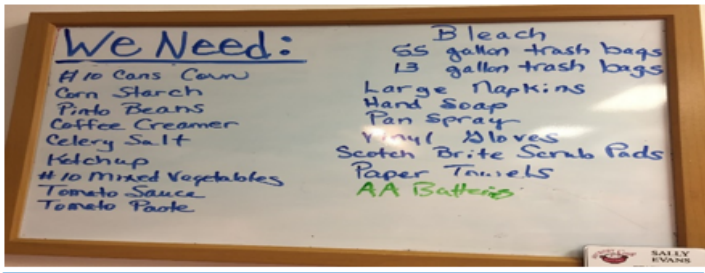 We Need:
#10 Cans Corn
Corn Starch
Pinto Beans
Coffee Creamer
Celery Salt
Ketchup
#10 Mixed Vegetables
Tomato Sauce
Tomato Paste
Bleach
55 gallon trash bags
13 gallon trash bags
Large Napkins
Hand Soap
Pan Spray
Vinyl Gloves
Scotch Brite Scrub Pads
Paper Towels
AA Batteries
SALLY
EVANS